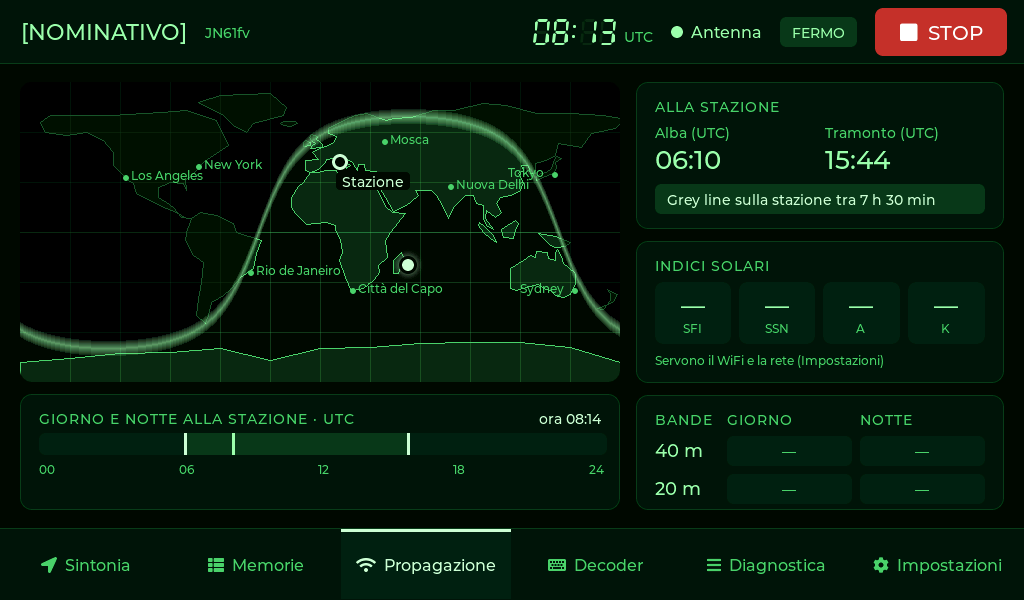 [NOMINATIVO] JN61fv 08:13 UTC Antenna FERMO STOP
Mosca
New York
Los Angeles
Stazione
Tokyo
Nuova Delhi
Rio de Janeiro
Città del Capo
Sydney
ALLA STAZIONE
Alba (UTC) Tramonto (UTC)
06:10 15:44
Grey line sulla stazione tra 7 h 30 min
INDICI SOLARI
— — — —
SFI SSN A K
Servono il WiFi e la rete (Impostazioni)
GIORNO E NOTTE ALLA STAZIONE · UTC ora 08:14
00 06 12 18 24
BANDE GIORNO NOTTE
40 m — —
20 m — —
Sintonia Memorie Propagazione Decoder Diagnostica Impostazioni